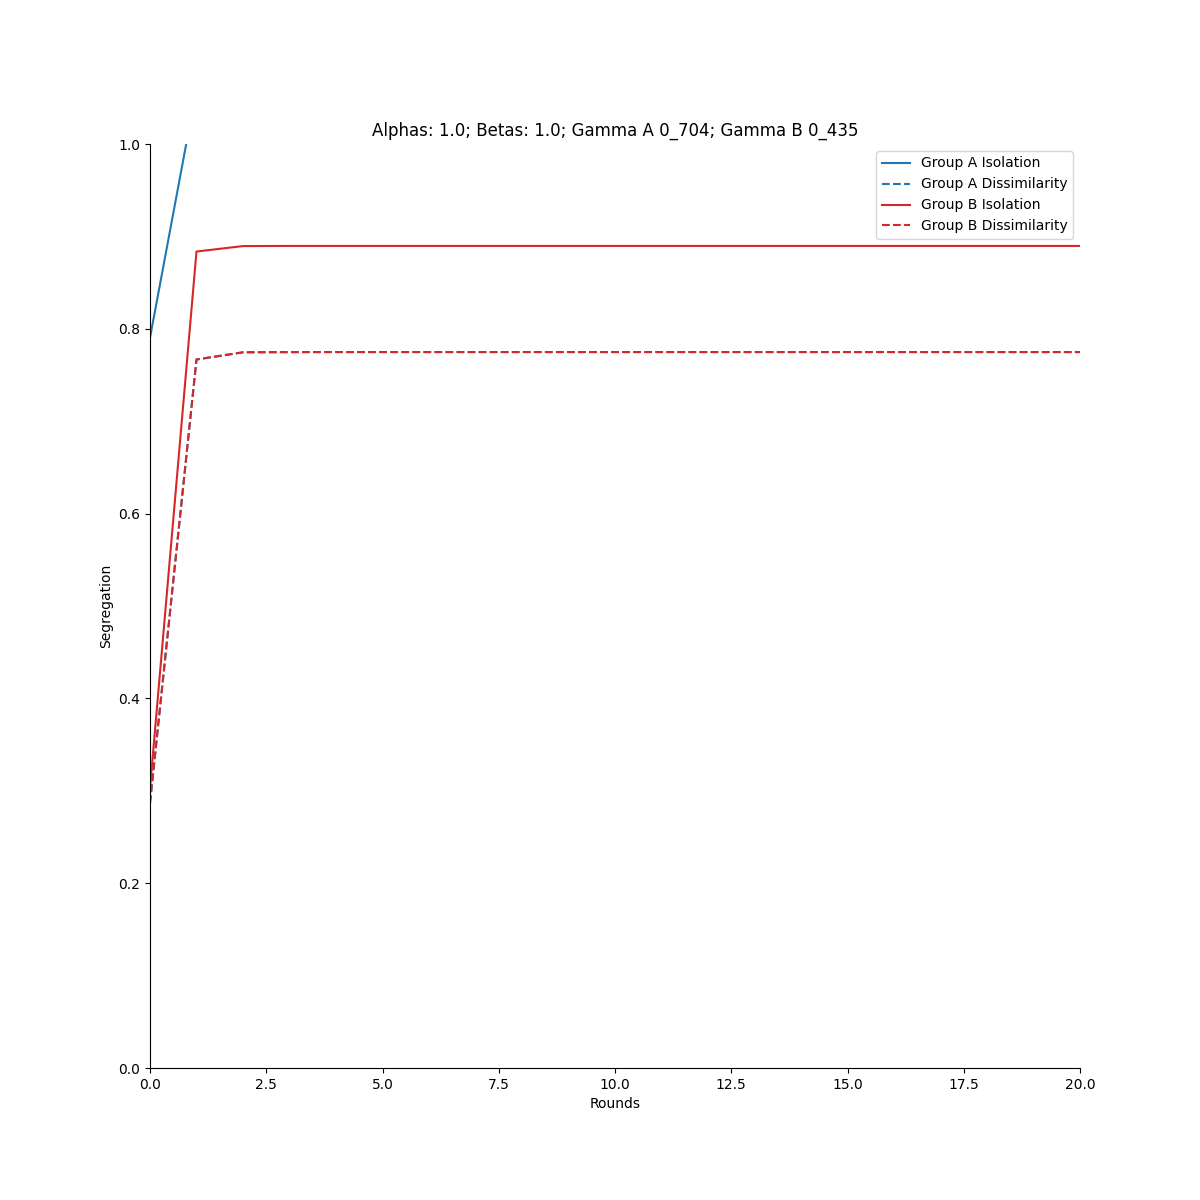 Alphas: 1.0; Betas: 1.0; Gamma A 0_704; Gamma B 0_435
Group A Isolation
Group A Dissimilarity
Group B Isolation
Group B Dissimilarity
1.0
0.8
0.6
0.4
0.2
0.0
Segregation
0.0 2.5 5.0 7.5 10.0 12.5 15.0 17.5 20.0
Rounds